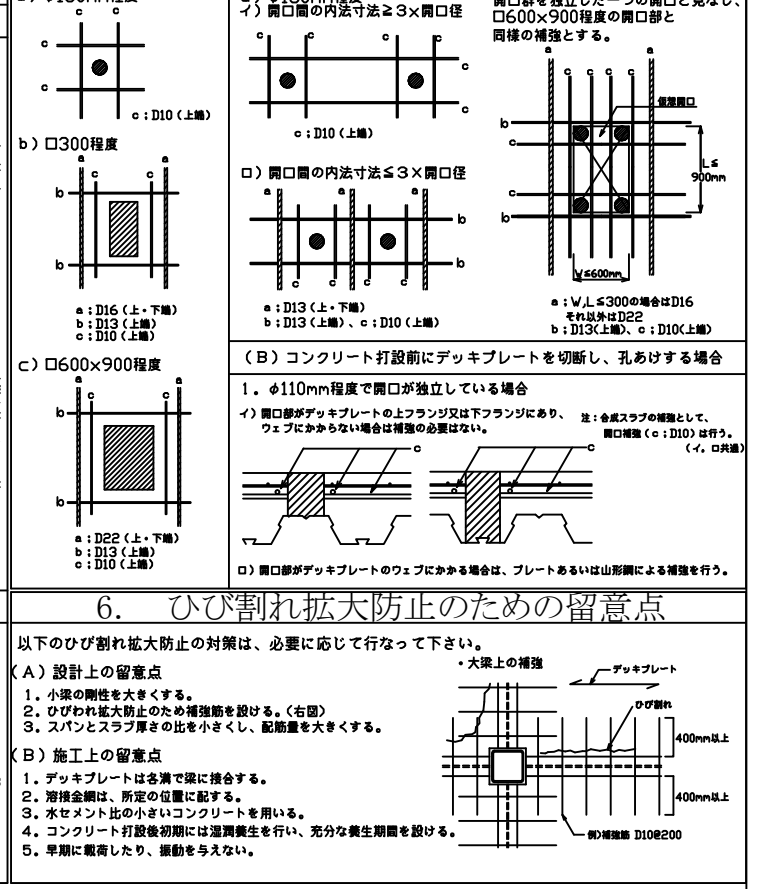 c c
c
c
c ; D10 (上端)
b) □300程度
a a
c c
b
b
a ; D16 (上・下端)
b ; D13 (上端)
c ; D10 (上端)
c) □600×900程度
a a
c c
b
b
a ; D22 (上・下端)
b ; D13 (上端)
c ; D10 (上端)
イ) 開口間の内法寸法≧3×開口径
c c c c
c
c
c ; D10 (上端)
ロ) 開口間の内法寸法≦3×開口径
a a a
c c
b
b
c c
a ; D13 (上・下端)
b ; D13 (上端)、c ; D10 (上端)
開口群を独立した一つの開口と見なし、
□600×900程度の開口部と
同様の補強とする。
a a
c c c c
仮想開口
b
c
c
b
L≦
900mm
W≦600mm
a ; W,L≦300の場合はD16
それ以外はD22
b ; D13(上端)、c ; D10(上端)
(B) コンクリート打設前にデッキプレートを切断し、孔あけする場合
1. φ110mm程度で開口が独立している場合
イ) 開口部がデッキプレートの上フランジ又は下フランジにあり、
ウェブにかからない場合は補強の必要はない。
注:合成スラブの補強として、
開口補強 (c ; D10) は行う。
(イ. ロ共通)
c c
ロ) 開口部がデッキプレートのウェブにかかる場合は、プレートあるいは山形鋼による補強を行う。
6. ひび割れ拡大防止のための留意点
以下のひび割れ拡大防止の対策は、必要に応じて行なって下さい。
(A) 設計上の留意点
1. 小梁の剛性を大きくする。
2. ひびわれ拡大防止のため補強筋を設ける。(右図)
3. スパンとスラブ厚さの比を小さくし、配筋量を大きくする。
(B) 施工上の留意点
1. デッキプレートは各溝で梁に接合する。
2. 溶接金網は、所定の位置に配する。
3. 水セメント比の小さいコンクリートを用いる。
4. コンクリート打設後初期には湿潤養生を行い、充分な養生期間を設ける。
5. 早期に載荷したり、振動を与えない。
・大梁上の補強
デッキプレート
ひび割れ
400mm以上
400mm以上
例)補強筋 D10@200